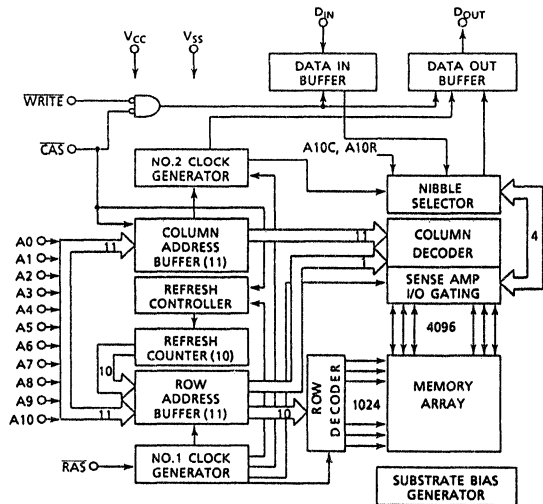 DIN
DOUT
VCC
VSS
DATA IN
BUFFER
DATA OUT
BUFFER
WRITE
CAS
A10C, A10R
NO.2 CLOCK
GENERATOR
NIBBLE
SELECTOR
A0
A1
A2
A3
A4
A5
A6
A7
A8
A9
A10
11
COLUMN
ADDRESS
BUFFER (11)
11
COLUMN
DECODER
4
1
REFRESH
CONTROLLER
SENSE AMP
I/O GATING
REFRESH
COUNTER (10)
4096
10
ROW
ADDRESS
BUFFER (11)
11
10
ROW
DECODER
1024
MEMORY
ARRAY
RAS
NO.1 CLOCK
GENERATOR
SUBSTRATE BIAS
GENERATOR